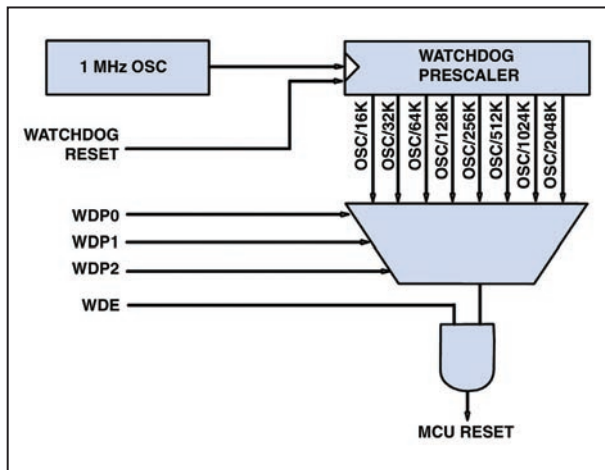 1 MHz OSC
WATCHDOG
PRESCALER
WATCHDOG
RESET
OSC/16K
OSC/32K
OSC/64K
OSC/128K
OSC/256K
OSC/512K
OSC/1024K
OSC/2048K
WDP0
WDP1
WDP2
WDE
MCU RESET